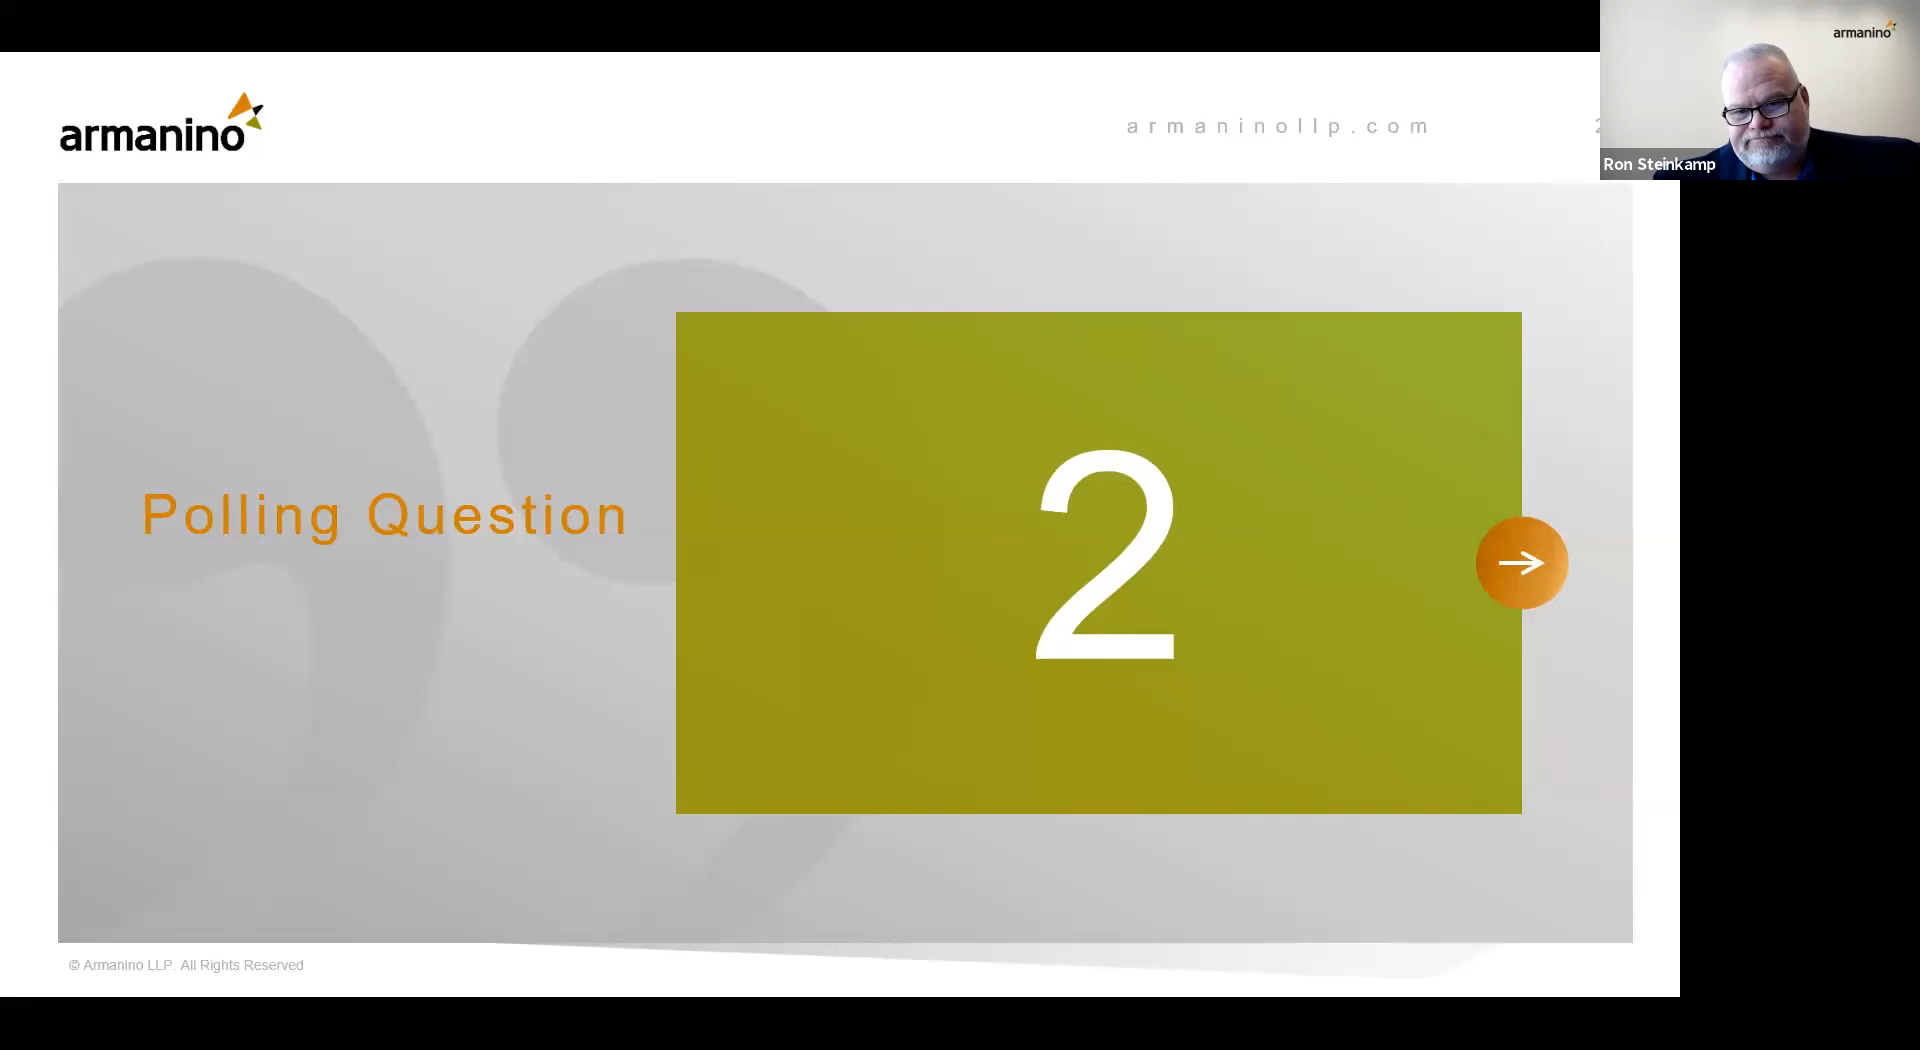 armanino
armaninollp.com
armanino
Ron Steinkamp
Polling Question
2
© Armanino LLP. All Rights Reserved